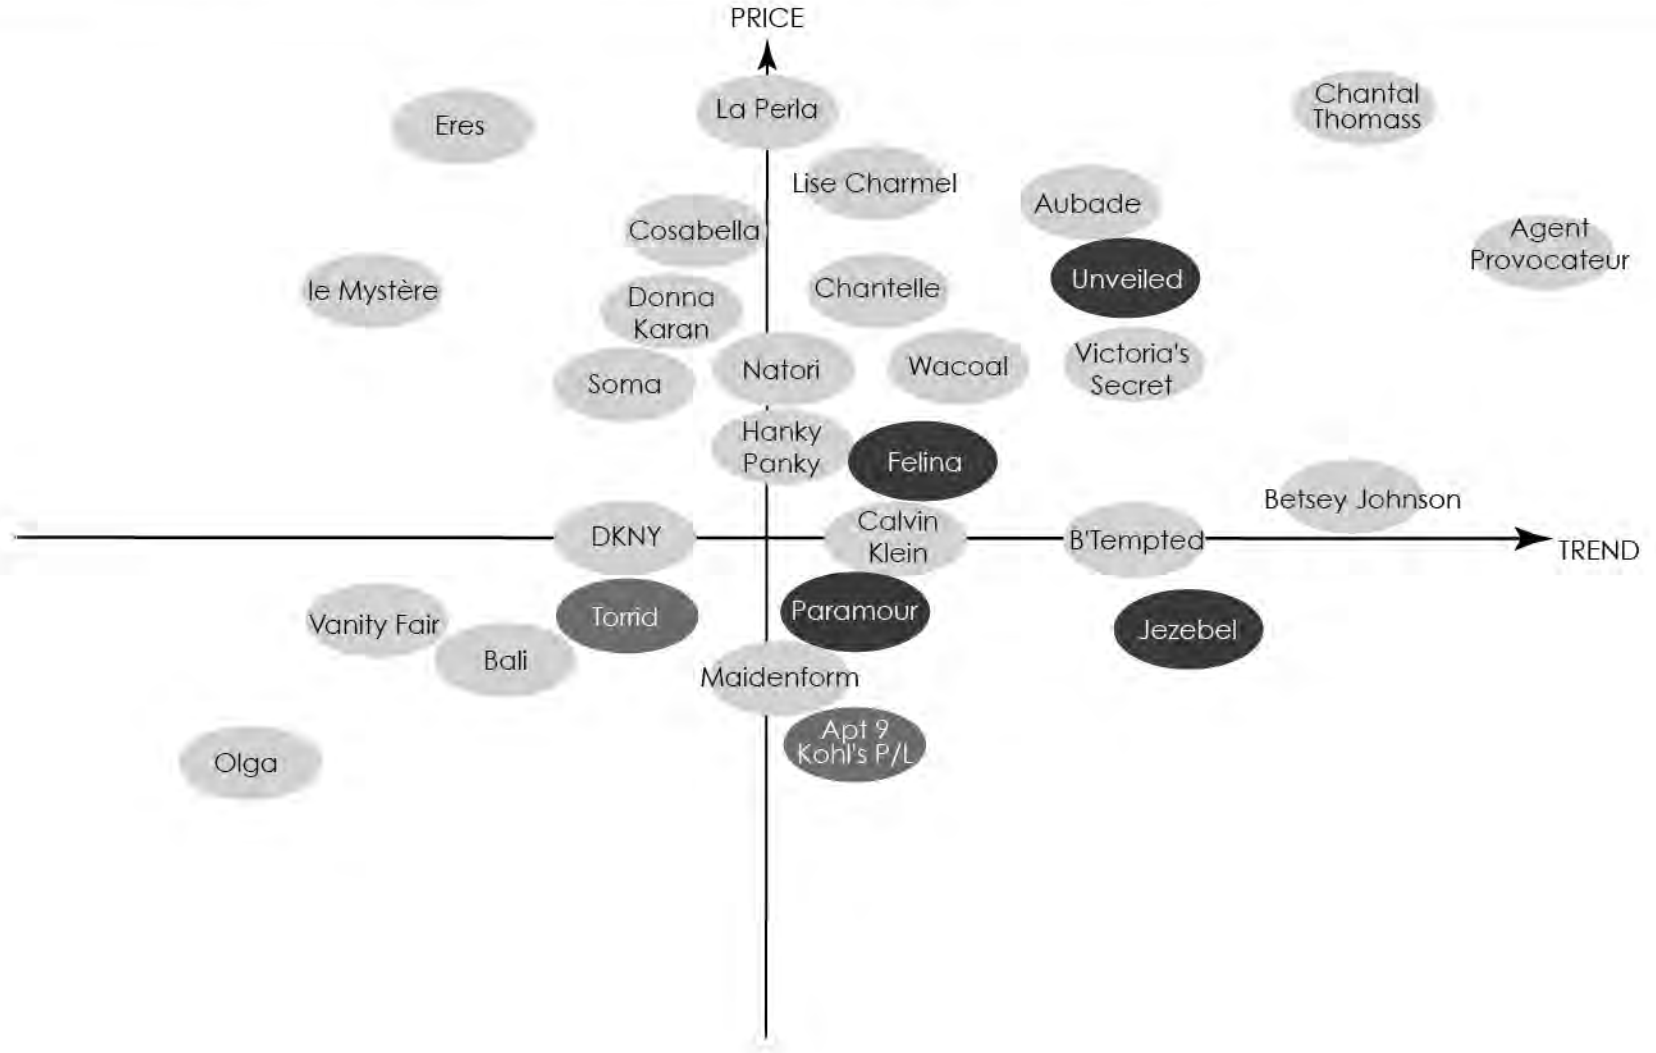 PRICE
La Perla
Chantal
Thomass
Eres
Lise Charmel
Aubade
Cosabella
Agent
Provocateur
Unveiled
le Mystère
Donna
Karan
Chantelle
Soma
Natori
Wacoal
Victoria's
Secret
Hanky
Panky
Felina
Betsey Johnson
DKNY
Calvin
Klein
B'Tempted
TREND
Vanity Fair
Torrid
Paramour
Jezebel
Bali
Maidenform
Apt 9
Kohl's P/L
Olga